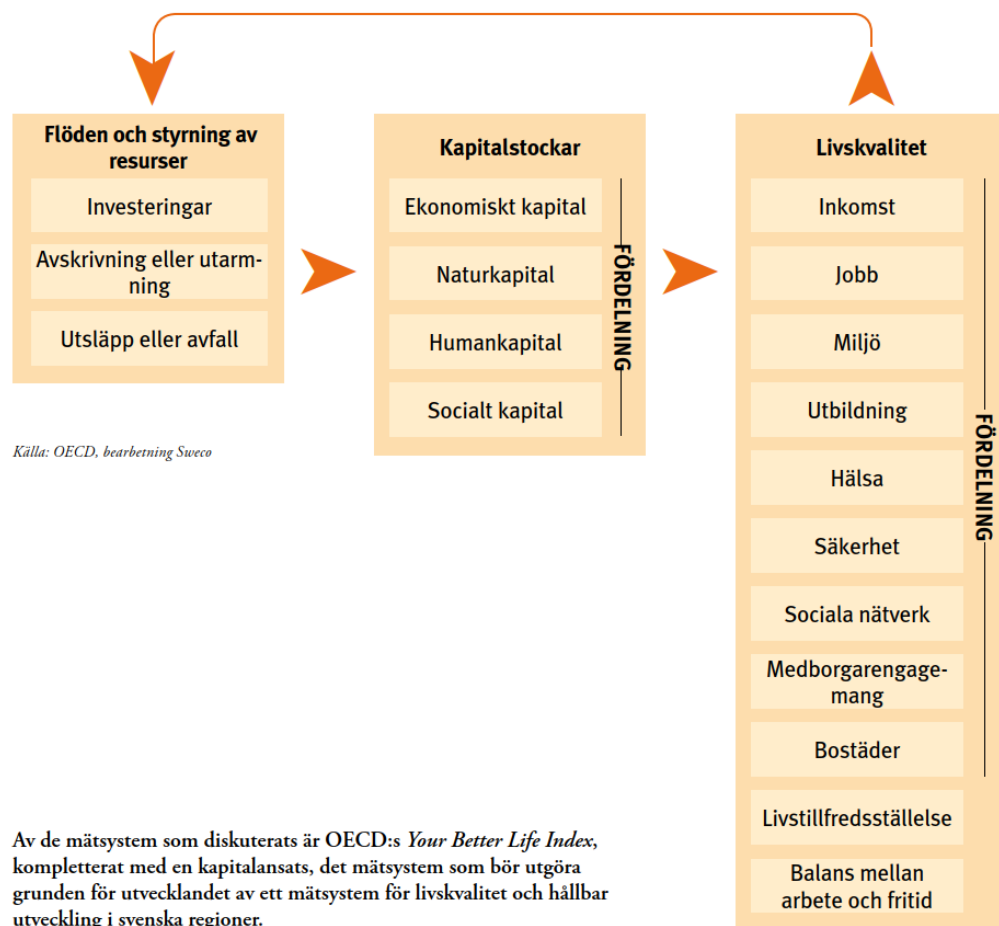 Flöden och styrning av
resurser
Investeringar
Avskrivning eller utarm-
ning
Utsläpp eller avfall
Källa: OECD, bearbetning Sweco
Kapitalstockar
Ekonomiskt kapital
Naturkapital
Humankapital
Socialt kapital
FÖRDELNING
Livskvalitet
Inkomst
Jobb
Miljö
Utbildning
Hälsa
Säkerhet
Sociala nätverk
Medborgarengage-
mang
Bostäder
Livstillfredsställelse
Balans mellan
arbete och fritid
FÖRDELNING
Av de mätsystem som diskuterats är OECD:s Your Better Life Index,
kompletterat med en kapitalansats, det mätsystem som bör utgöra
grunden för utvecklandet av ett mätsystem för livskvalitet och hållbar
utveckling i svenska regioner.